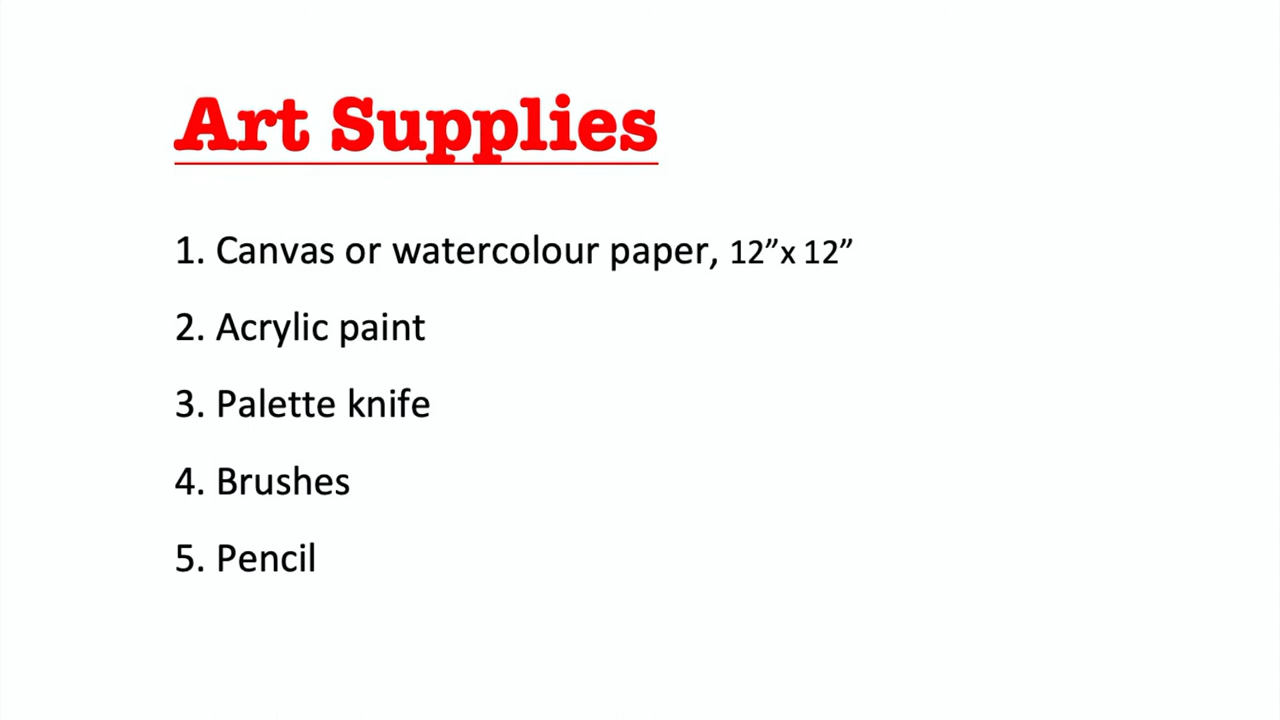 Art Supplies
1. Canvas or watercolour paper, 12”x 12”
2. Acrylic paint
3. Palette knife
4. Brushes
5. Pencil